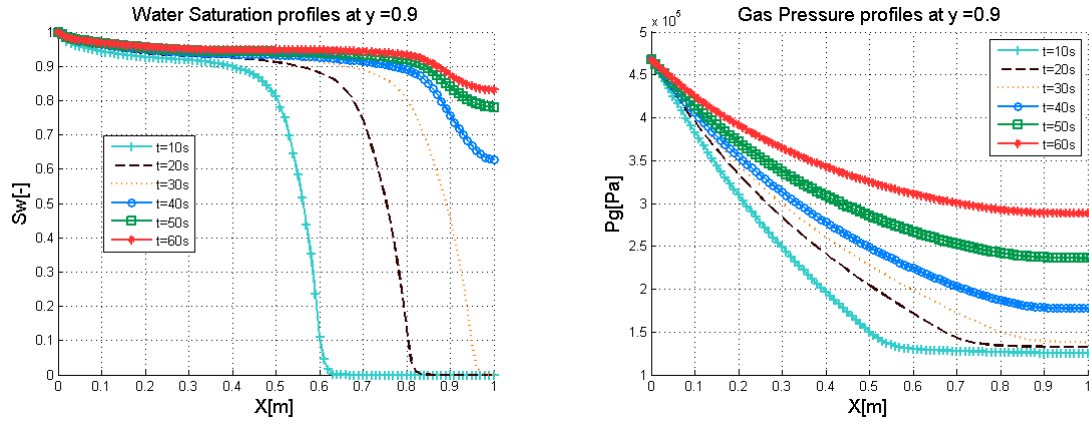 Water Saturation profiles at y =0.9
1
0.9
0.8
0.7
0.6
0.5
0.4
0.3
0.2
0.1
0
Sw[-]
t=10s
t=20s
t=30s
t=40s
t=50s
t=60s
0 0.1 0.2 0.3 0.4 0.5 0.6 0.7 0.8 0.9 1
X[m]
Gas Pressure profiles at y =0.9
x 10⁵
5
4.5
4
3.5
3
2.5
2
1.5
1
Pg[Pa]
t=10s
t=20s
t=30s
t=40s
t=50s
t=60s
0 0.1 0.2 0.3 0.4 0.5 0.6 0.7 0.8 0.9 1
X[m]